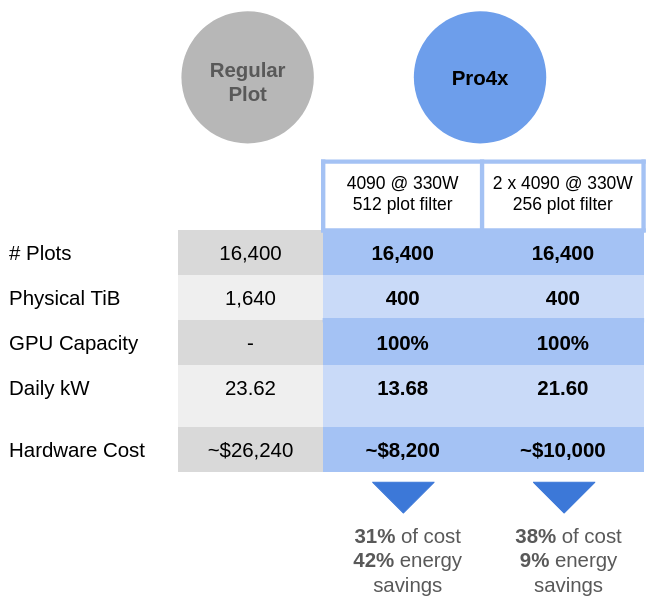 Regular
Plot
Pro4x
4090 @ 330W
512 plot filter
2 x 4090 @ 330W
256 plot filter
# Plots 16,400 16,400 16,400
Physical TiB 1,640 400 400
GPU Capacity - 100% 100%
Daily kW 23.62 13.68 21.60
Hardware Cost ~$26,240 ~$8,200 ~$10,000
31% of cost
42% energy
savings
38% of cost
9% energy
savings